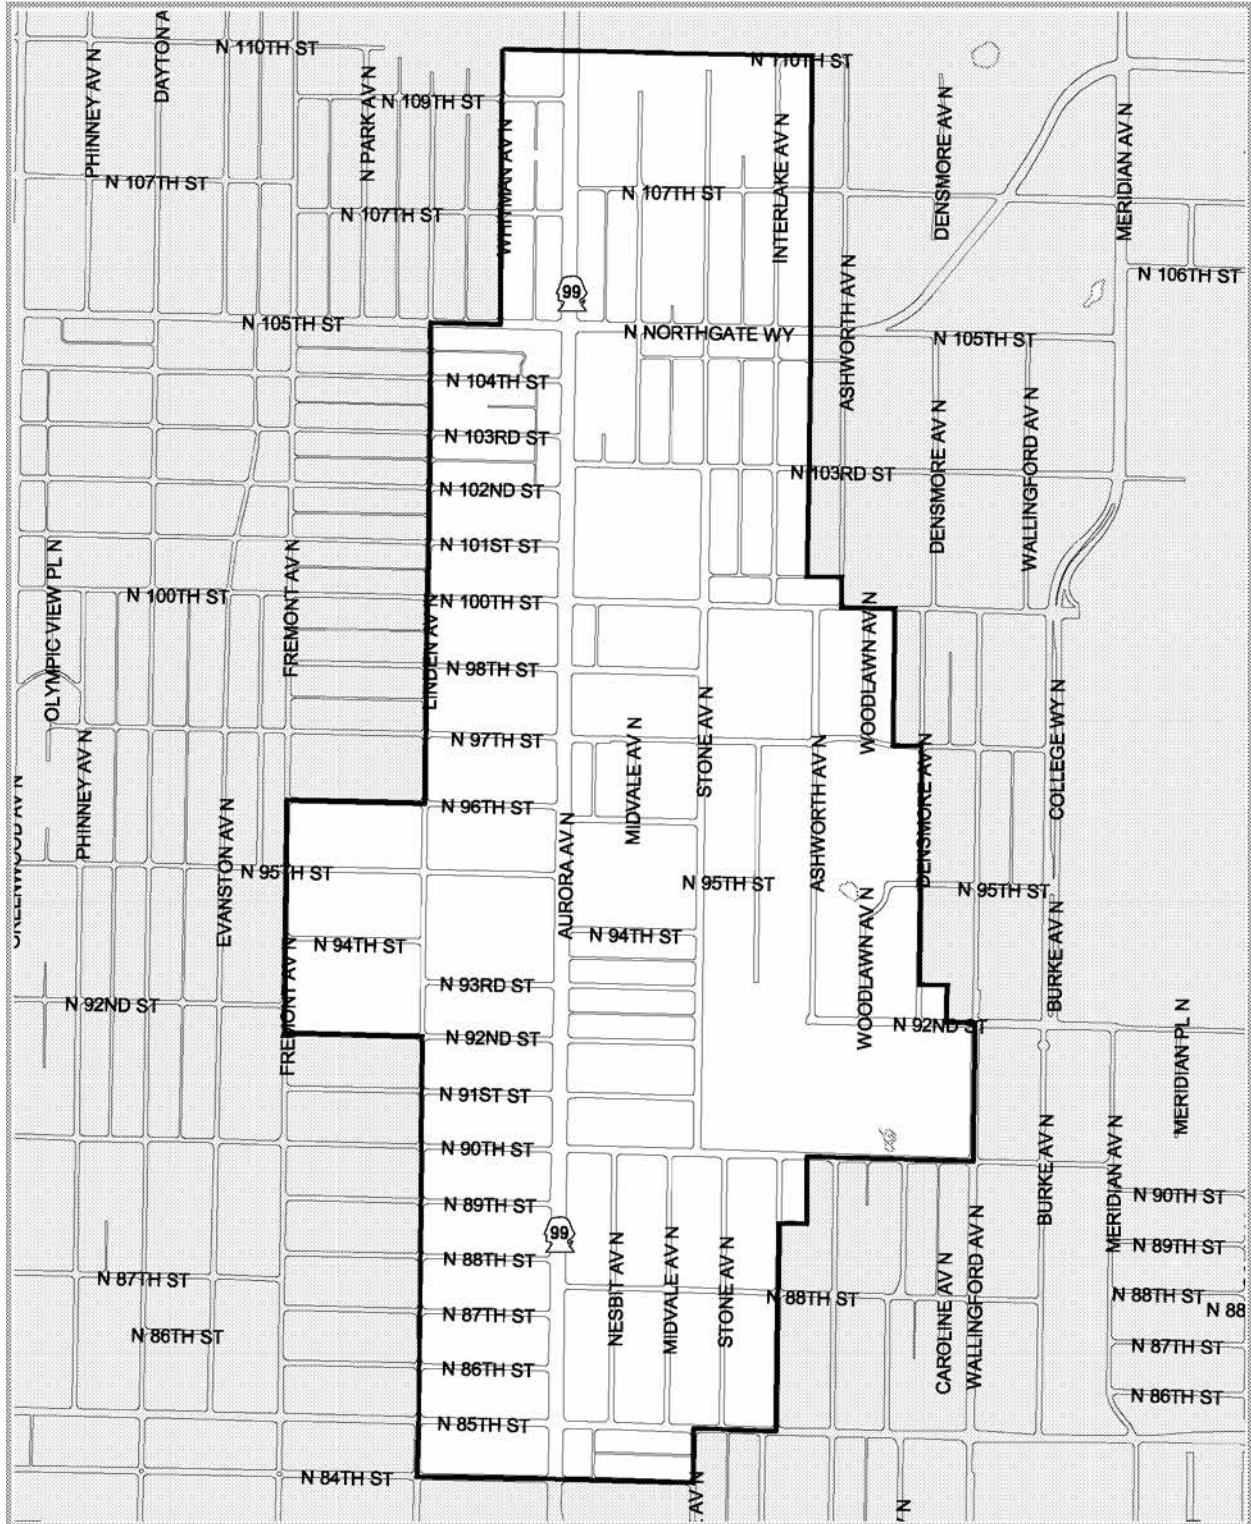 DAYTON A
N 110TH ST
N 110TH ST
PHINNEY AV N
N PARK AV N
N 109TH ST
WHITMAN AV N
INTERLAKE AV N
DENSMORE AV N
MERIDIAN AV N
N 107TH ST
N 107TH ST
N 107TH ST
N 106TH ST
99
ASHWORTH AV N
N 105TH ST
N NORTHGATE WY
N 105TH ST
N 104TH ST
N 103RD ST
N 103RD ST
DENSMORE AV N
WALLINGFORD AV N
N 102ND ST
N 101ST ST
OLYMPIC VIEW PL N
N 100TH ST
FREMONT AV N
LINDEN AV N
N 100TH ST
WOODLAWN AV N
N 98TH ST
STONE AV N
COLLEGE WY N
PHINNEY AV N
N 97TH ST
MIDVALE AV N
ASHWORTH AV N
DENSMORE AV N
GREENWOOD AV N
EVANSTON AV N
N 96TH ST
AURORA AV N
N 95TH ST
N 95TH ST
N 95TH ST
WOODLAWN AV N
BURKE AV N
FREMONT AV N
N 94TH ST
N 94TH ST
N 93RD ST
N 92ND ST
N 92ND ST
N 92ND ST
MERIDIAN PL N
N 91ST ST
BURKE AV N
MERIDIAN AV N
N 90TH ST
N 90TH ST
N 89TH ST
99
N 89TH ST
N 88TH ST
NESBIT AV N
MIDVALE AV N
STONE AV N
CAROLINE AV N
WALLINGFORD AV N
N 87TH ST
N 88TH ST
N 88TH ST
N 88
N 87TH ST
N 86TH ST
N 87TH ST
N 86TH ST
N 86TH ST
N 85TH ST
N 84TH ST
AV N
N